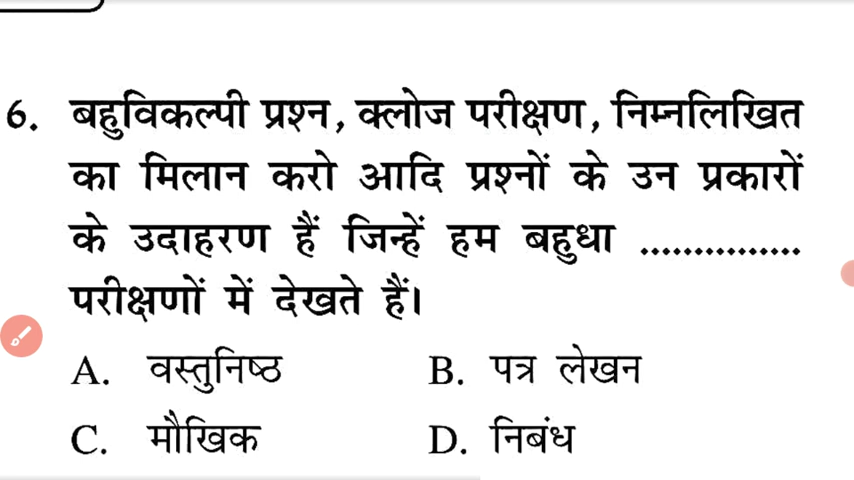 6. बहुविकल्पी प्रश्न, क्लोज परीक्षण, निम्नलिखित
का मिलान करो आदि प्रश्नों के उन प्रकारों
के उदाहरण हैं जिन्हें हम बहुधा ...............
परीक्षणों में देखते हैं।
A. वस्तुनिष्ठ B. पत्र लेखन
C. मौखिक D. निबंध